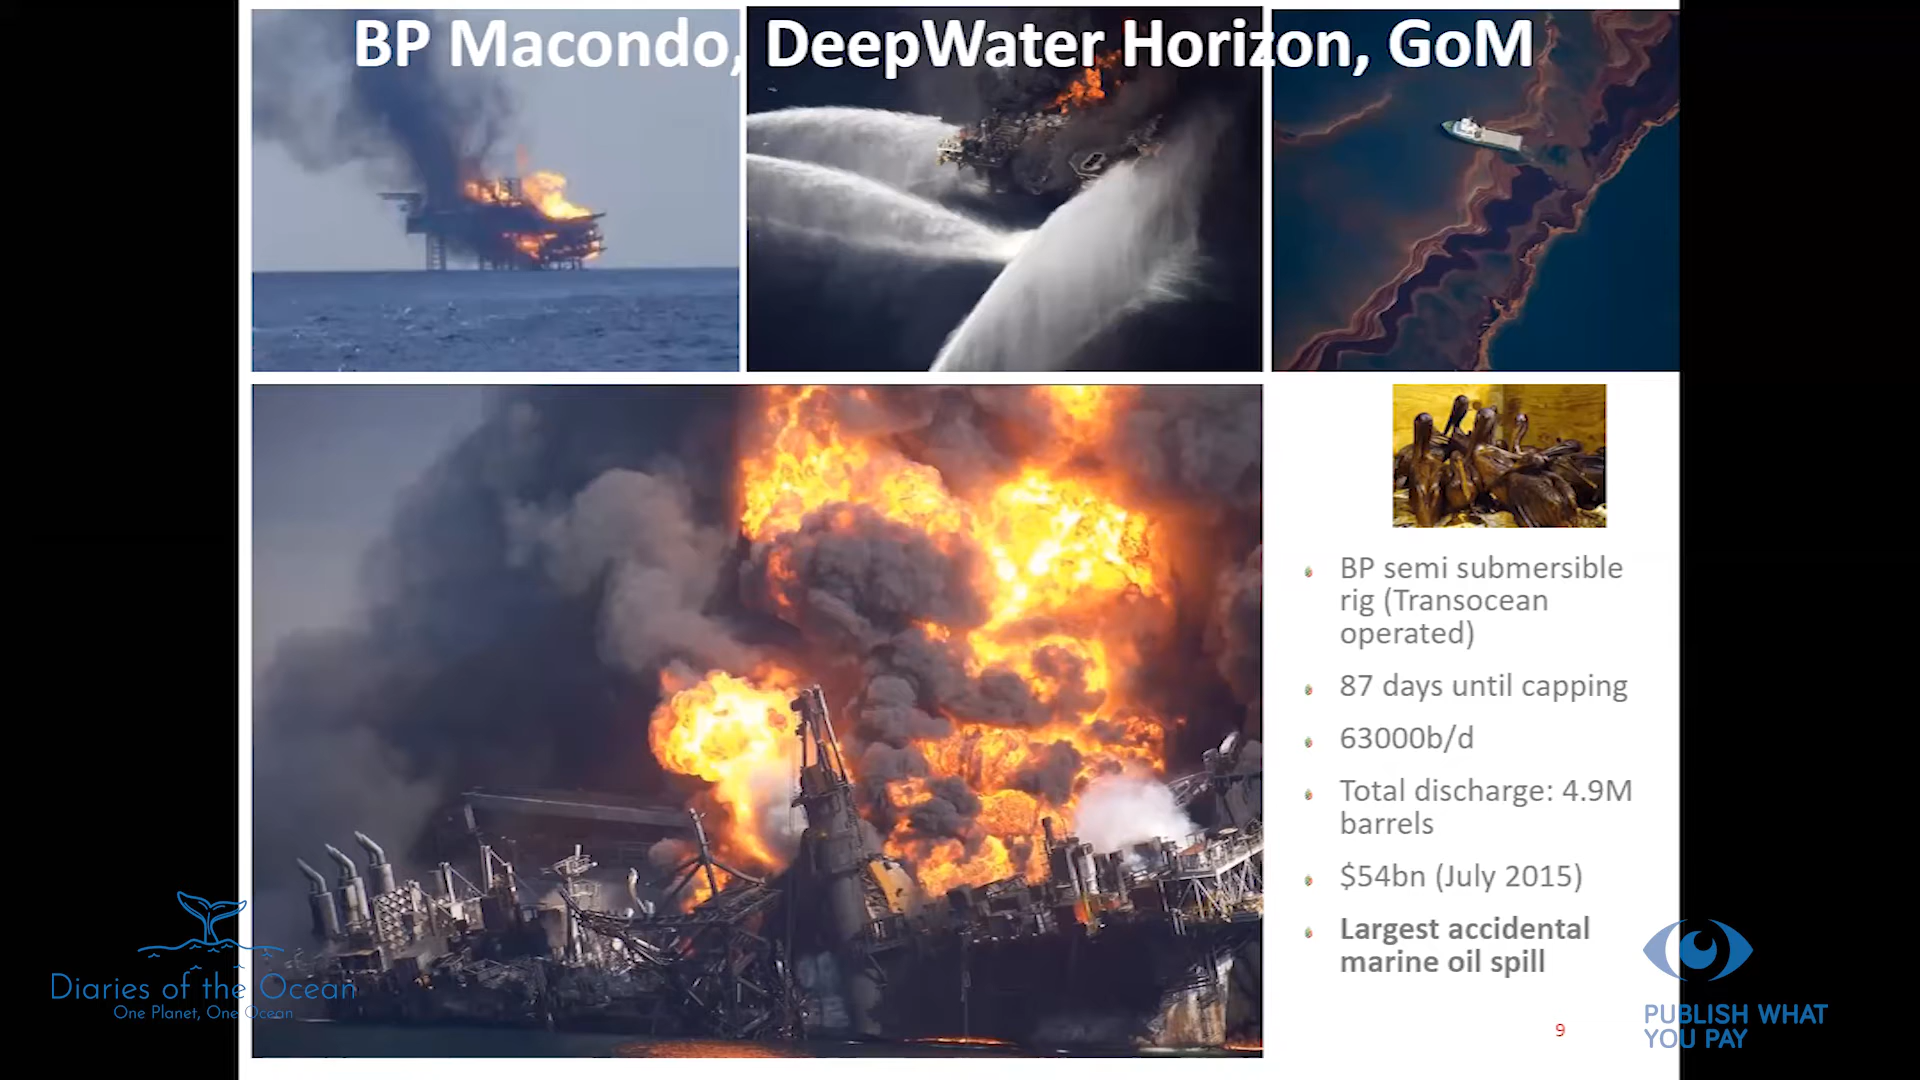 BP Macondo, DeepWater Horizon, GoM
BP semi submersible
rig (Transocean
operated)
87 days until capping
63000b/d
Total discharge: 4.9M
barrels
$54bn (July 2015)
Largest accidental
marine oil spill
9
Diaries of the Ocean
One Planet, One Ocean
PUBLISH WHAT
YOU PAY